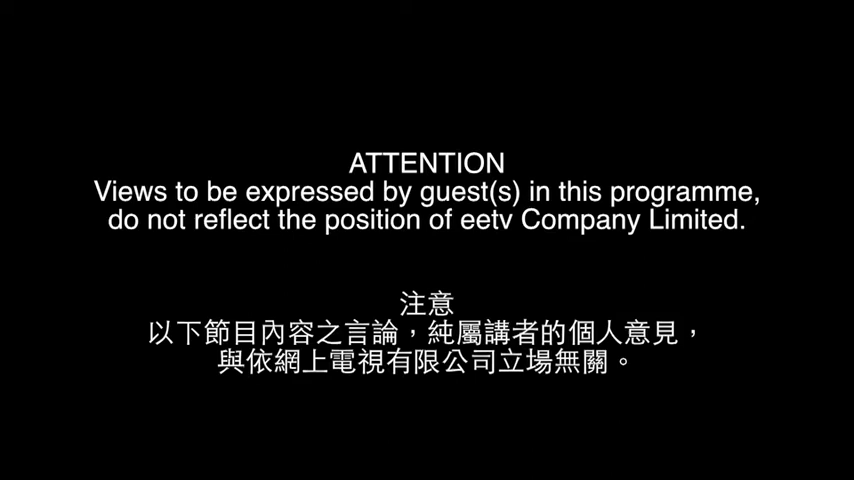 ATTENTION
Views to be expressed by guest(s) in this programme,
do not reflect the position of eetv Company Limited.
注意
以下節目內容之言論，純屬講者的個人意見，
與依網上電視有限公司立場無關。